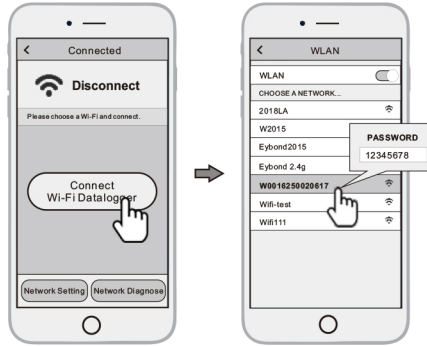 Connected
Disconnect
Please choose a Wi-Fi and connect.
Connect
Wi-Fi Datalogger
Network Setting
Network Diagnose
WLAN
WLAN
CHOOSE A NETWORK...
2018LA
W2015
Eybond2015
Eybond 2.4g
W0016250020617
Wifi-test
Wifi111
PASSWORD
12345678